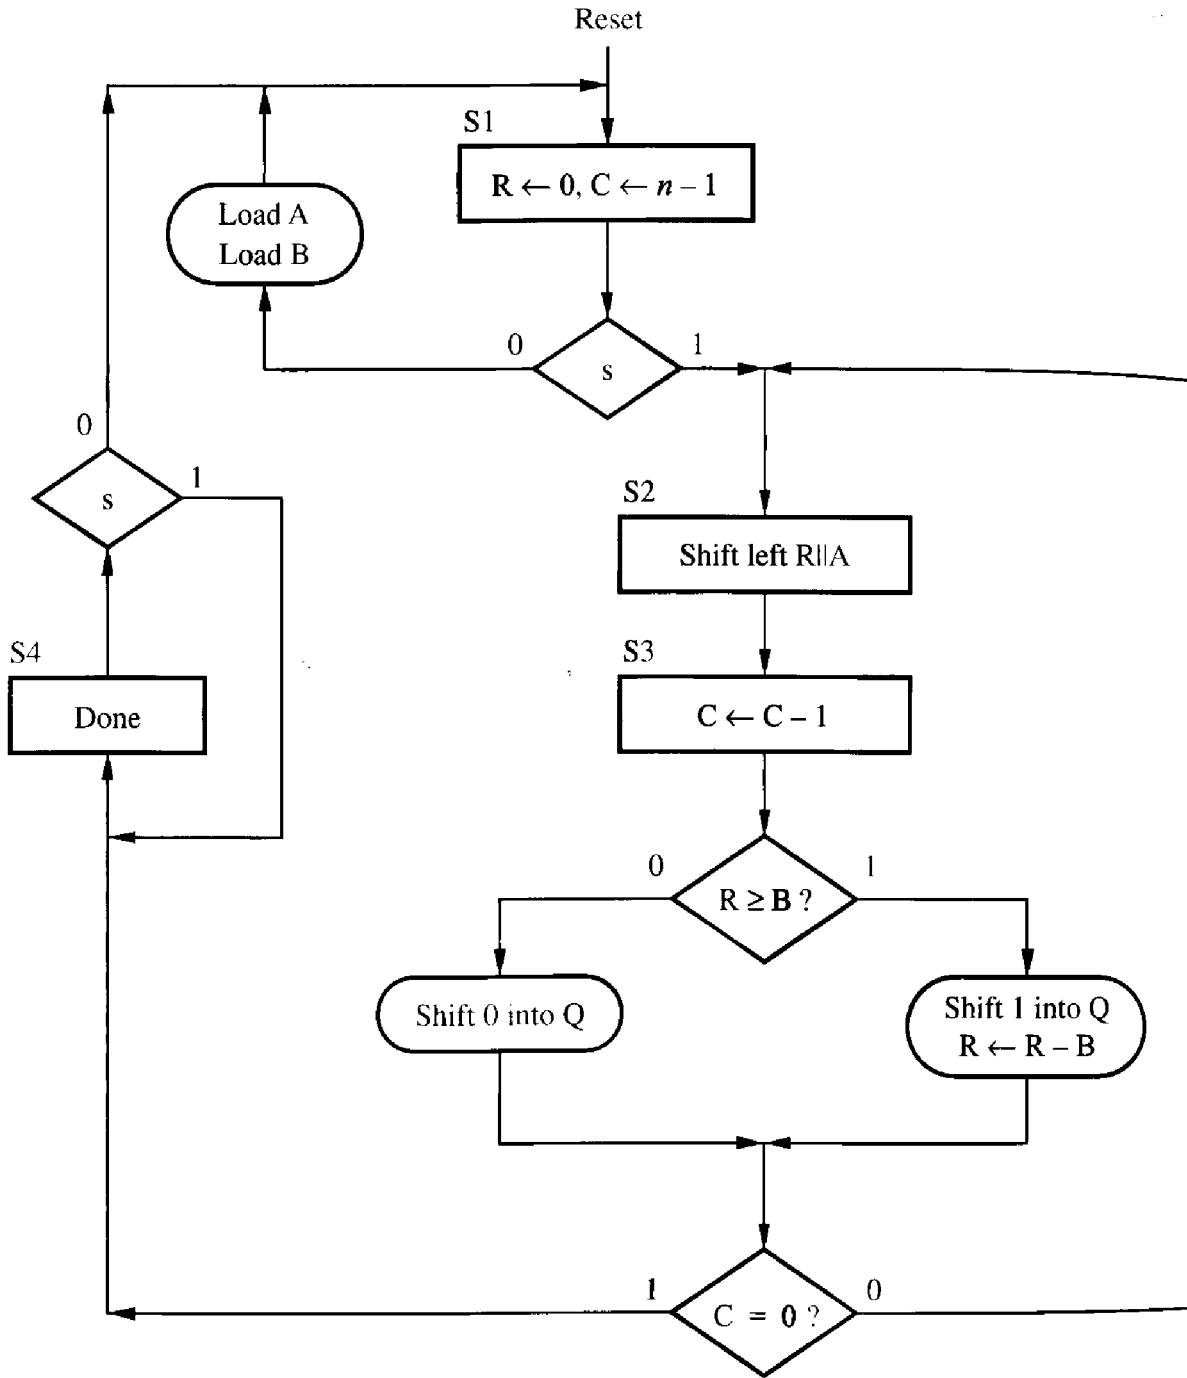 Reset
S1
R ← 0, C ← n – 1
Load A
Load B
0
s
1
0
s
1
S2
Shift left R||A
S3
C ← C – 1
S4
Done
0
R ≥ B ?
1
Shift 0 into Q
Shift 1 into Q
R ← R – B
1
C = 0 ?
0